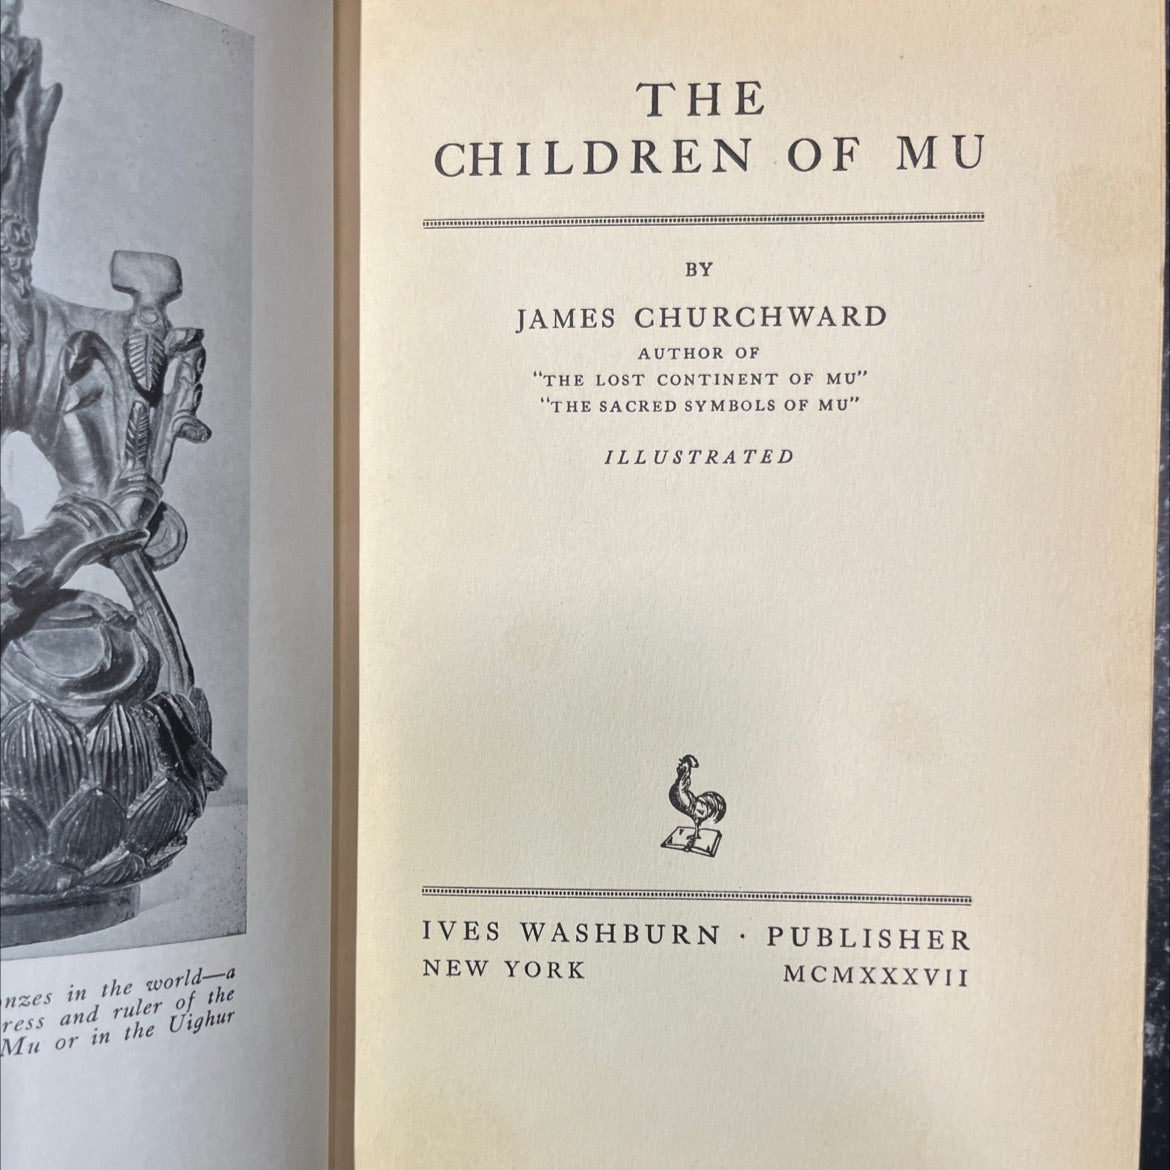 onzes in the world—a
ress and ruler of the
Mu or in the Uighur
THE
CHILDREN OF MU
BY
JAMES CHURCHWARD
AUTHOR OF
“THE LOST CONTINENT OF MU”
“THE SACRED SYMBOLS OF MU”
ILLUSTRATED
IVES WASHBURN · PUBLISHER
NEW YORK MCMXXXVII